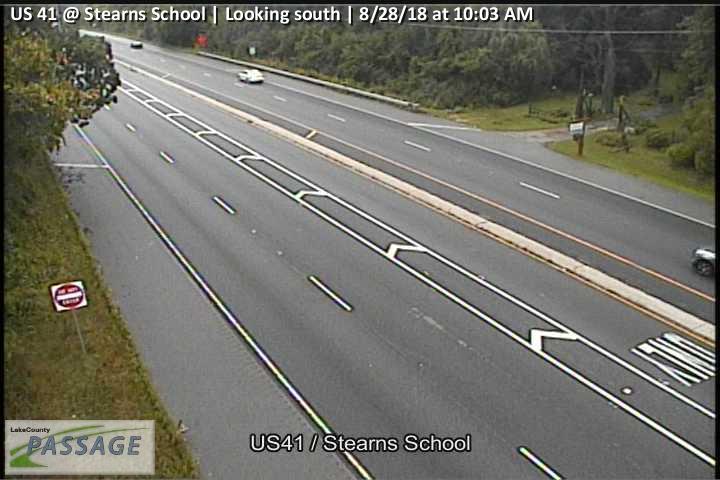 US 41 @ Stearns School | Looking south | 8/28/18 at 10:03 AM
DO NOT
ENTER
ONLY
LakeCounty
PASSAGE
US41 / Stearns School